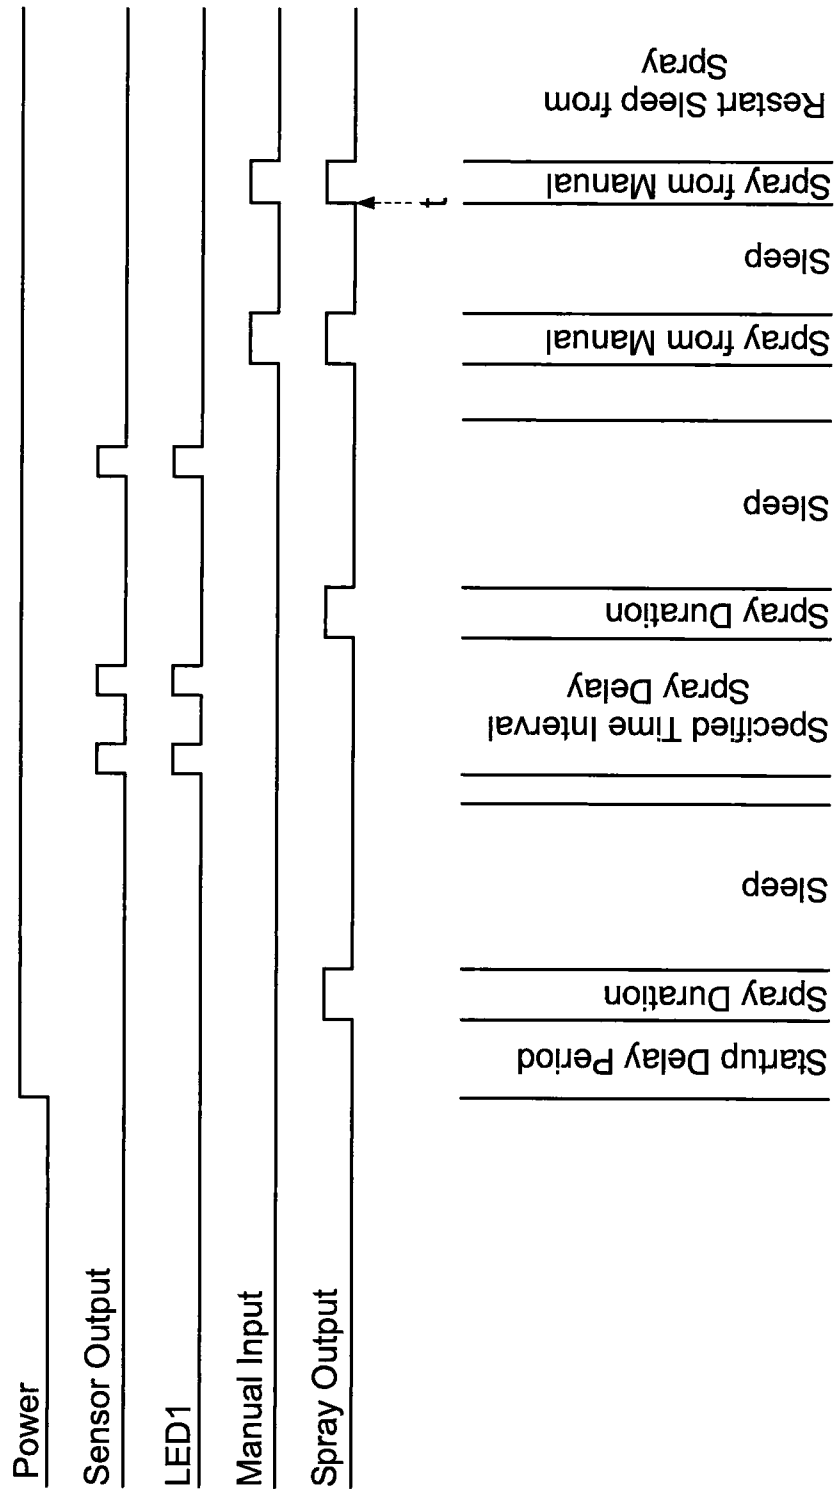 Power
Sensor Output
LED1
Manual Input
Spray Output
Startup Delay Period
Spray Duration
Sleep
Specified Time Interval
Spray Delay
Spray Duration
Sleep
Spray from Manual
Sleep
t
Spray from Manual
Restart Sleep from
Spray